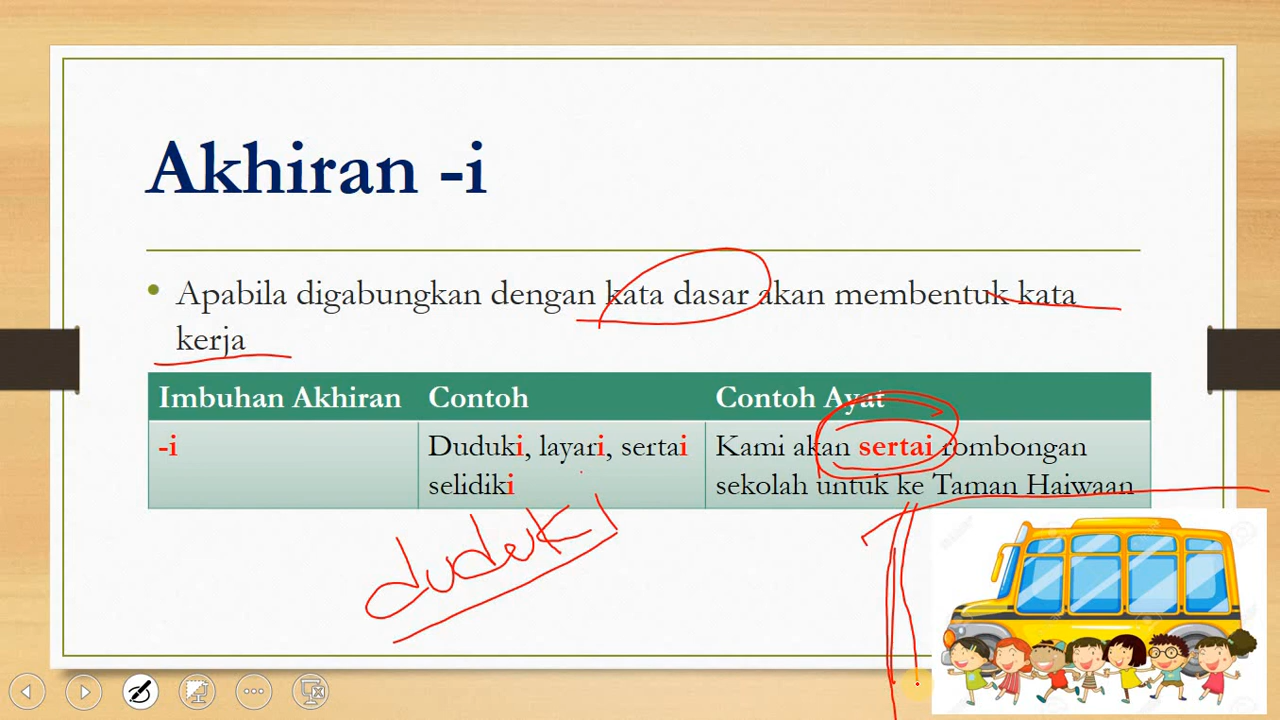 Akhiran -i
Apabila digabungkan dengan kata dasar akan membentuk kata
kerja
Imbuhan Akhiran Contoh Contoh Ayat
-i Duduki, layari, sertai Kami akan sertai rombongan
selidiki sekolah untuk ke Taman Haiwaan
duduki